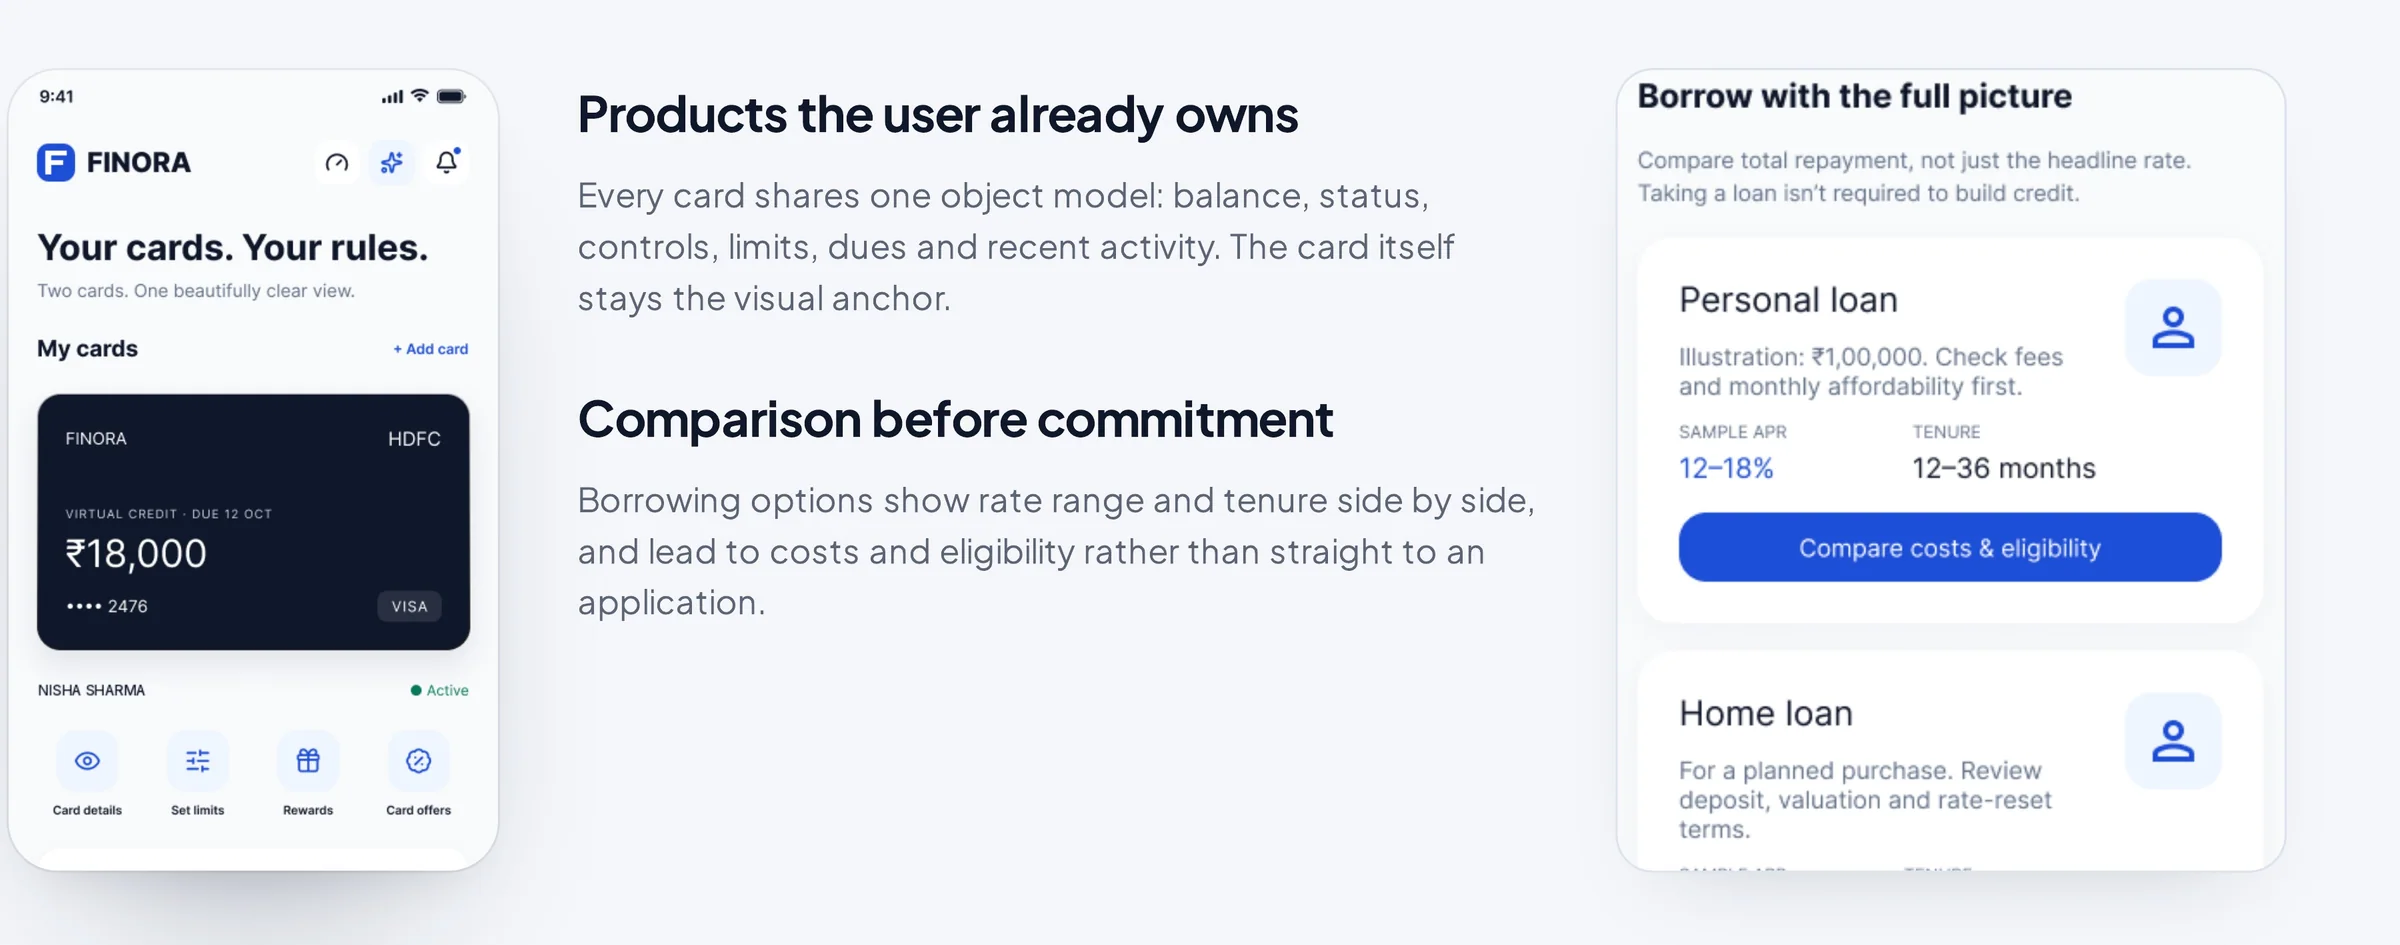 9:41
FINORA
Your cards. Your rules.
Two cards. One beautifully clear view.
My cards
+ Add card
FINORA
HDFC
VIRTUAL CREDIT · DUE 12 OCT
₹18,000
•••• 2476
VISA
NISHA SHARMA
Active
Card details
Set limits
Rewards
Card offers
Products the user already owns
Every card shares one object model: balance, status,
controls, limits, dues and recent activity. The card itself
stays the visual anchor.
Comparison before commitment
Borrowing options show rate range and tenure side by side,
and lead to costs and eligibility rather than straight to an
application.
Borrow with the full picture
Compare total repayment, not just the headline rate.
Taking a loan isn’t required to build credit.
Personal loan
Illustration: ₹1,00,000. Check fees
and monthly affordability first.
SAMPLE APR
TENURE
12–18%
12–36 months
Compare costs & eligibility
Home loan
For a planned purchase. Review
deposit, valuation and rate-reset
terms.